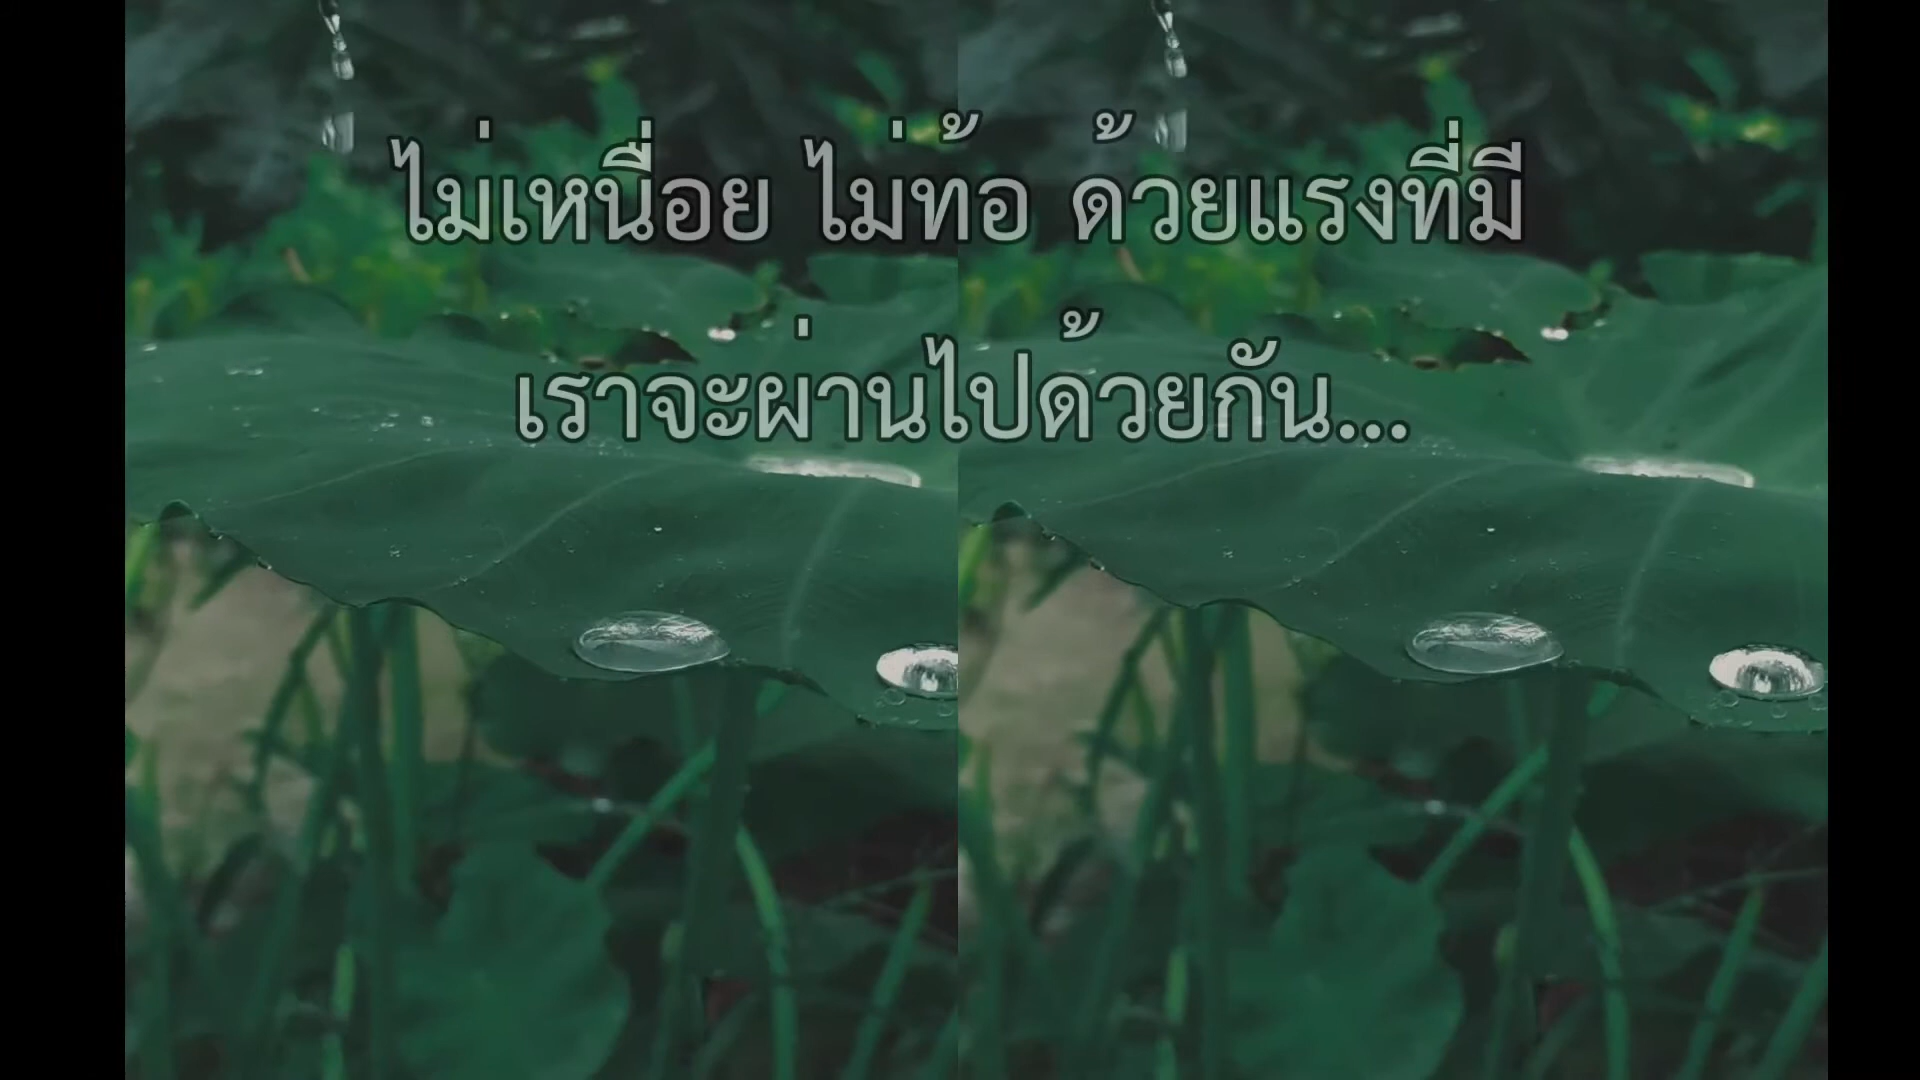 ไม่เหนื่อย ไม่ท้อ ด้วยแรงที่มี
เราจะผ่านไปด้วยกัน...